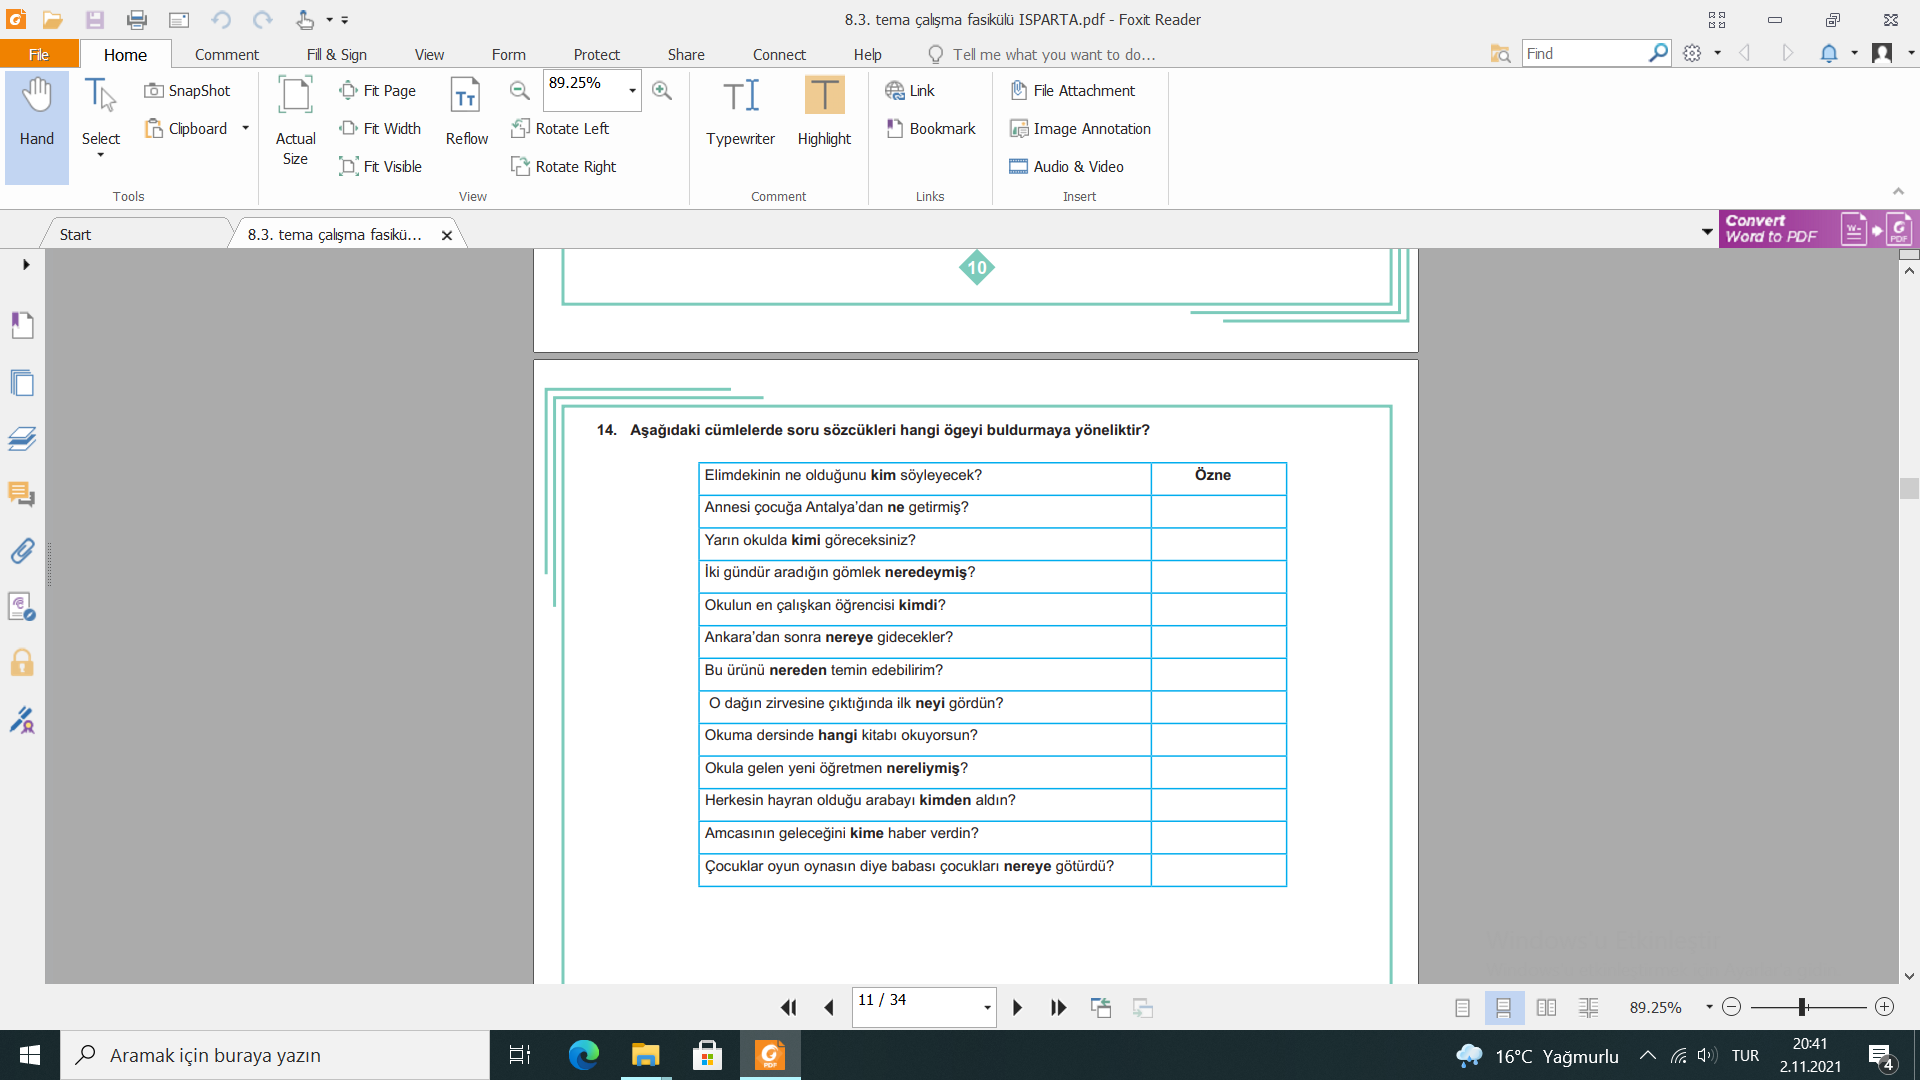 8.3. tema çalışma fasikülü ISPARTA.pdf - Foxit Reader
File Home Comment Fill & Sign View Form Protect Share Connect Help Tell me what you want to do... Find
Hand
Select
SnapShot
Clipboard
Tools
Actual
Size
Fit Page
Fit Width
Fit Visible
Reflow
89.25%
Rotate Left
Rotate Right
View
Typewriter
Highlight
Comment
Link
Bookmark
Links
File Attachment
Image Annotation
Audio & Video
Insert
Start
8.3. tema çalışma fasikü...
Convert
Word to PDF
10
14. Aşağıdaki cümlelerde soru sözcükleri hangi ögeyi buldurmaya yöneliktir?
Elimdekinin ne olduğunu kim söyleyecek? Özne
Annesi çocuğa Antalya’dan ne getirmiş?
Yarın okulda kimi göreceksiniz?
İki gündür aradığın gömlek neredeymiş?
Okulun en çalışkan öğrencisi kimdi?
Ankara’dan sonra nereye gidecekler?
Bu ürünü nereden temin edebilirim?
O dağın zirvesine çıktığında ilk neyi gördün?
Okuma dersinde hangi kitabı okuyorsun?
Okula gelen yeni öğretmen nereliymiş?
Herkesin hayran olduğu arabayı kimden aldın?
Amcasının geleceğini kime haber verdin?
Çocuklar oyun oynasın diye babası çocukları nereye götürdü?
11 / 34
89.25%
Aramak için buraya yazın
16°C Yağmurlu
TUR
20:41
2.11.2021
4